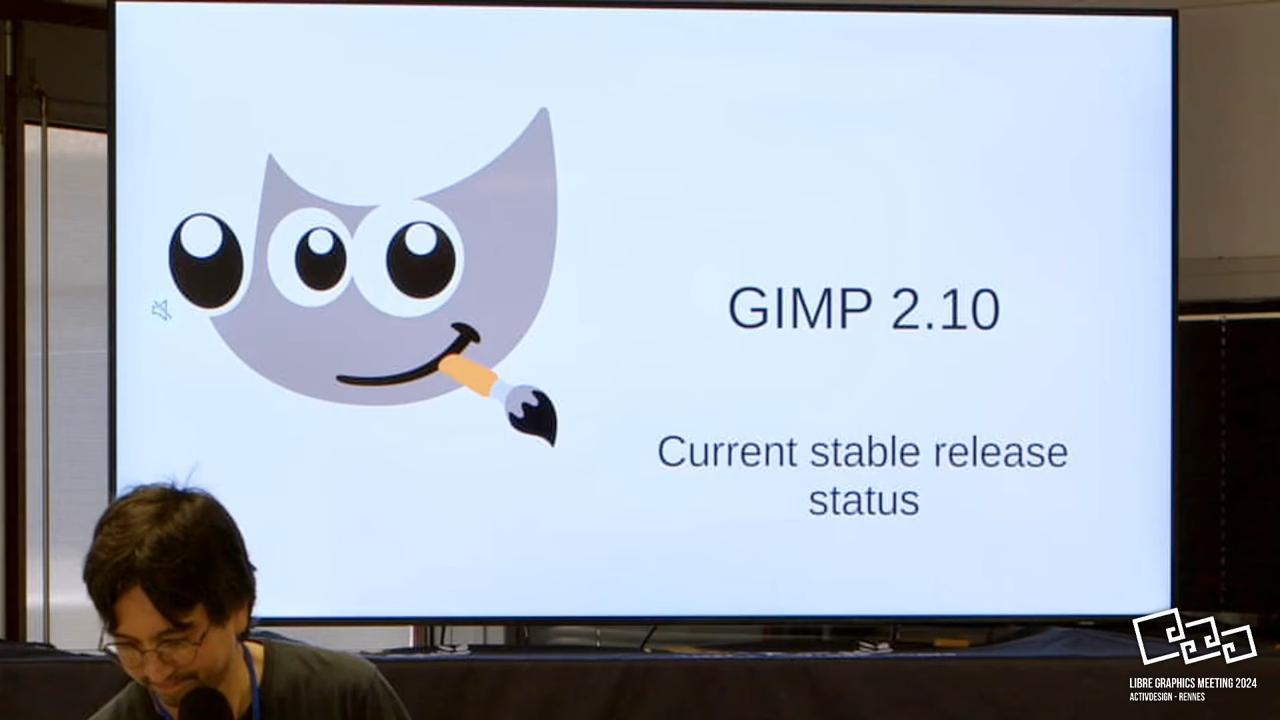 GIMP 2.10
Current stable release
status
LIBRE GRAPHICS MEETING 2024
ACTIVDESIGN - RENNES